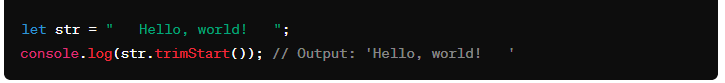 let str = "   Hello, world!   ";
console.log(str.trimStart()); // Output: 'Hello, world!   '